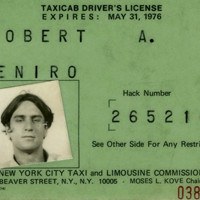 TAXICAB DRIVER'S LICENSE
EXPIRES: MAY 31, 1976
OBERT A.
ENIRO
Hack Number
26521
See Other Side For Any Restri
NEW YORK CITY TAXI and LIMOUSINE COMMISSION
BEAVER STREET, N.Y., N.Y. 10005 - MOSES L. KOVE Chai
038